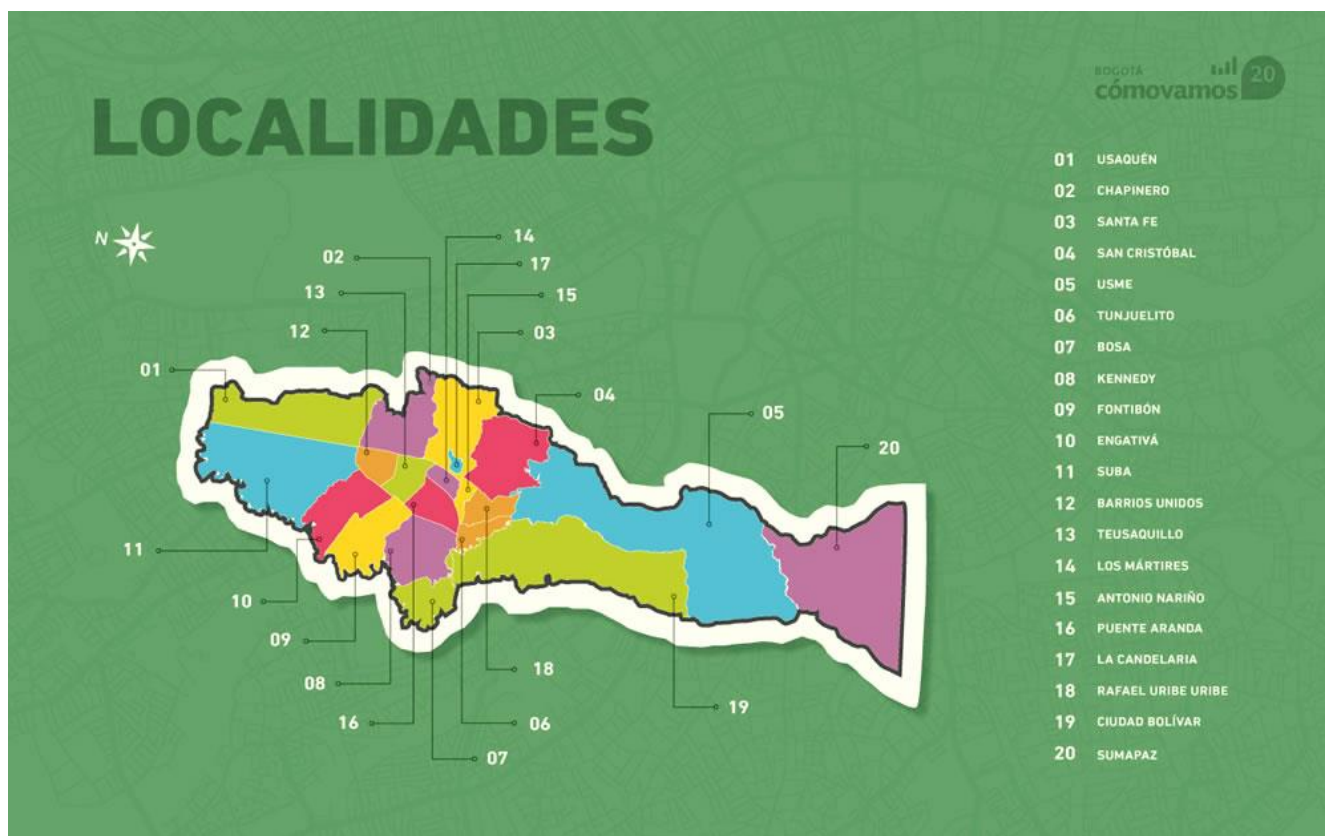 BOGOTÁ
cómovamos 20
LOCALIDADES
N
14
02
17
13
15
12
03
01
04
05
20
11
10
09
18
08
19
16
06
07
01 USAQUÉN
02 CHAPINERO
03 SANTA FE
04 SAN CRISTÓBAL
05 USME
06 TUNJUELITO
07 BOSA
08 KENNEDY
09 FONTIBÓN
10 ENGATIVÁ
11 SUBA
12 BARRIOS UNIDOS
13 TEUSAQUILLO
14 LOS MÁRTIRES
15 ANTONIO NARIÑO
16 PUENTE ARANDA
17 LA CANDELARIA
18 RAFAEL URIBE URIBE
19 CIUDAD BOLÍVAR
20 SUMAPAZ